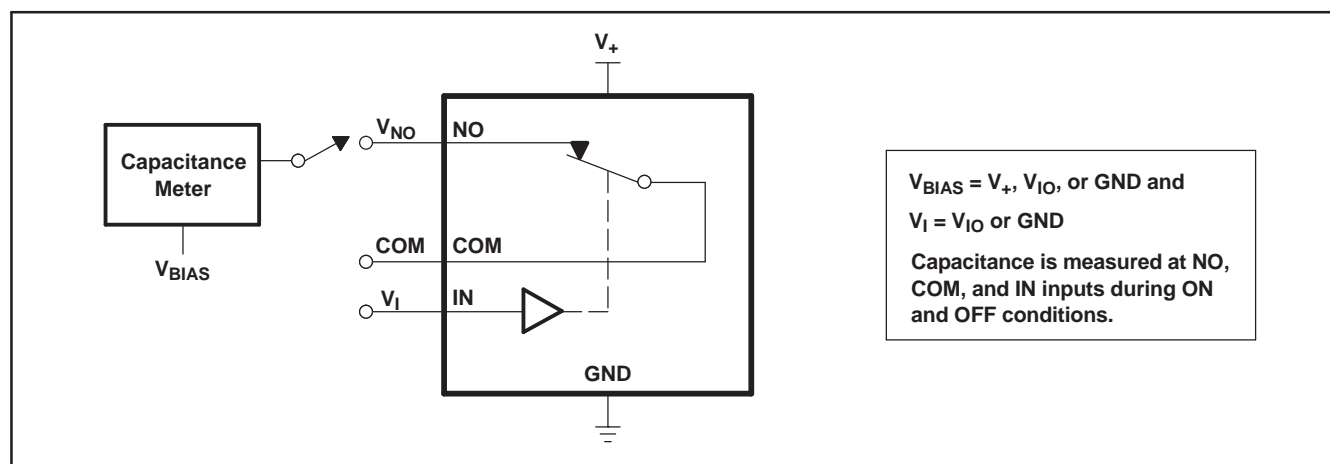 V+
VNO NO
Capacitance
Meter
VBIAS
COM COM
VI IN
GND
VBIAS = V+, VIO, or GND and
VI = VIO or GND
Capacitance is measured at NO,
COM, and IN inputs during ON
and OFF conditions.